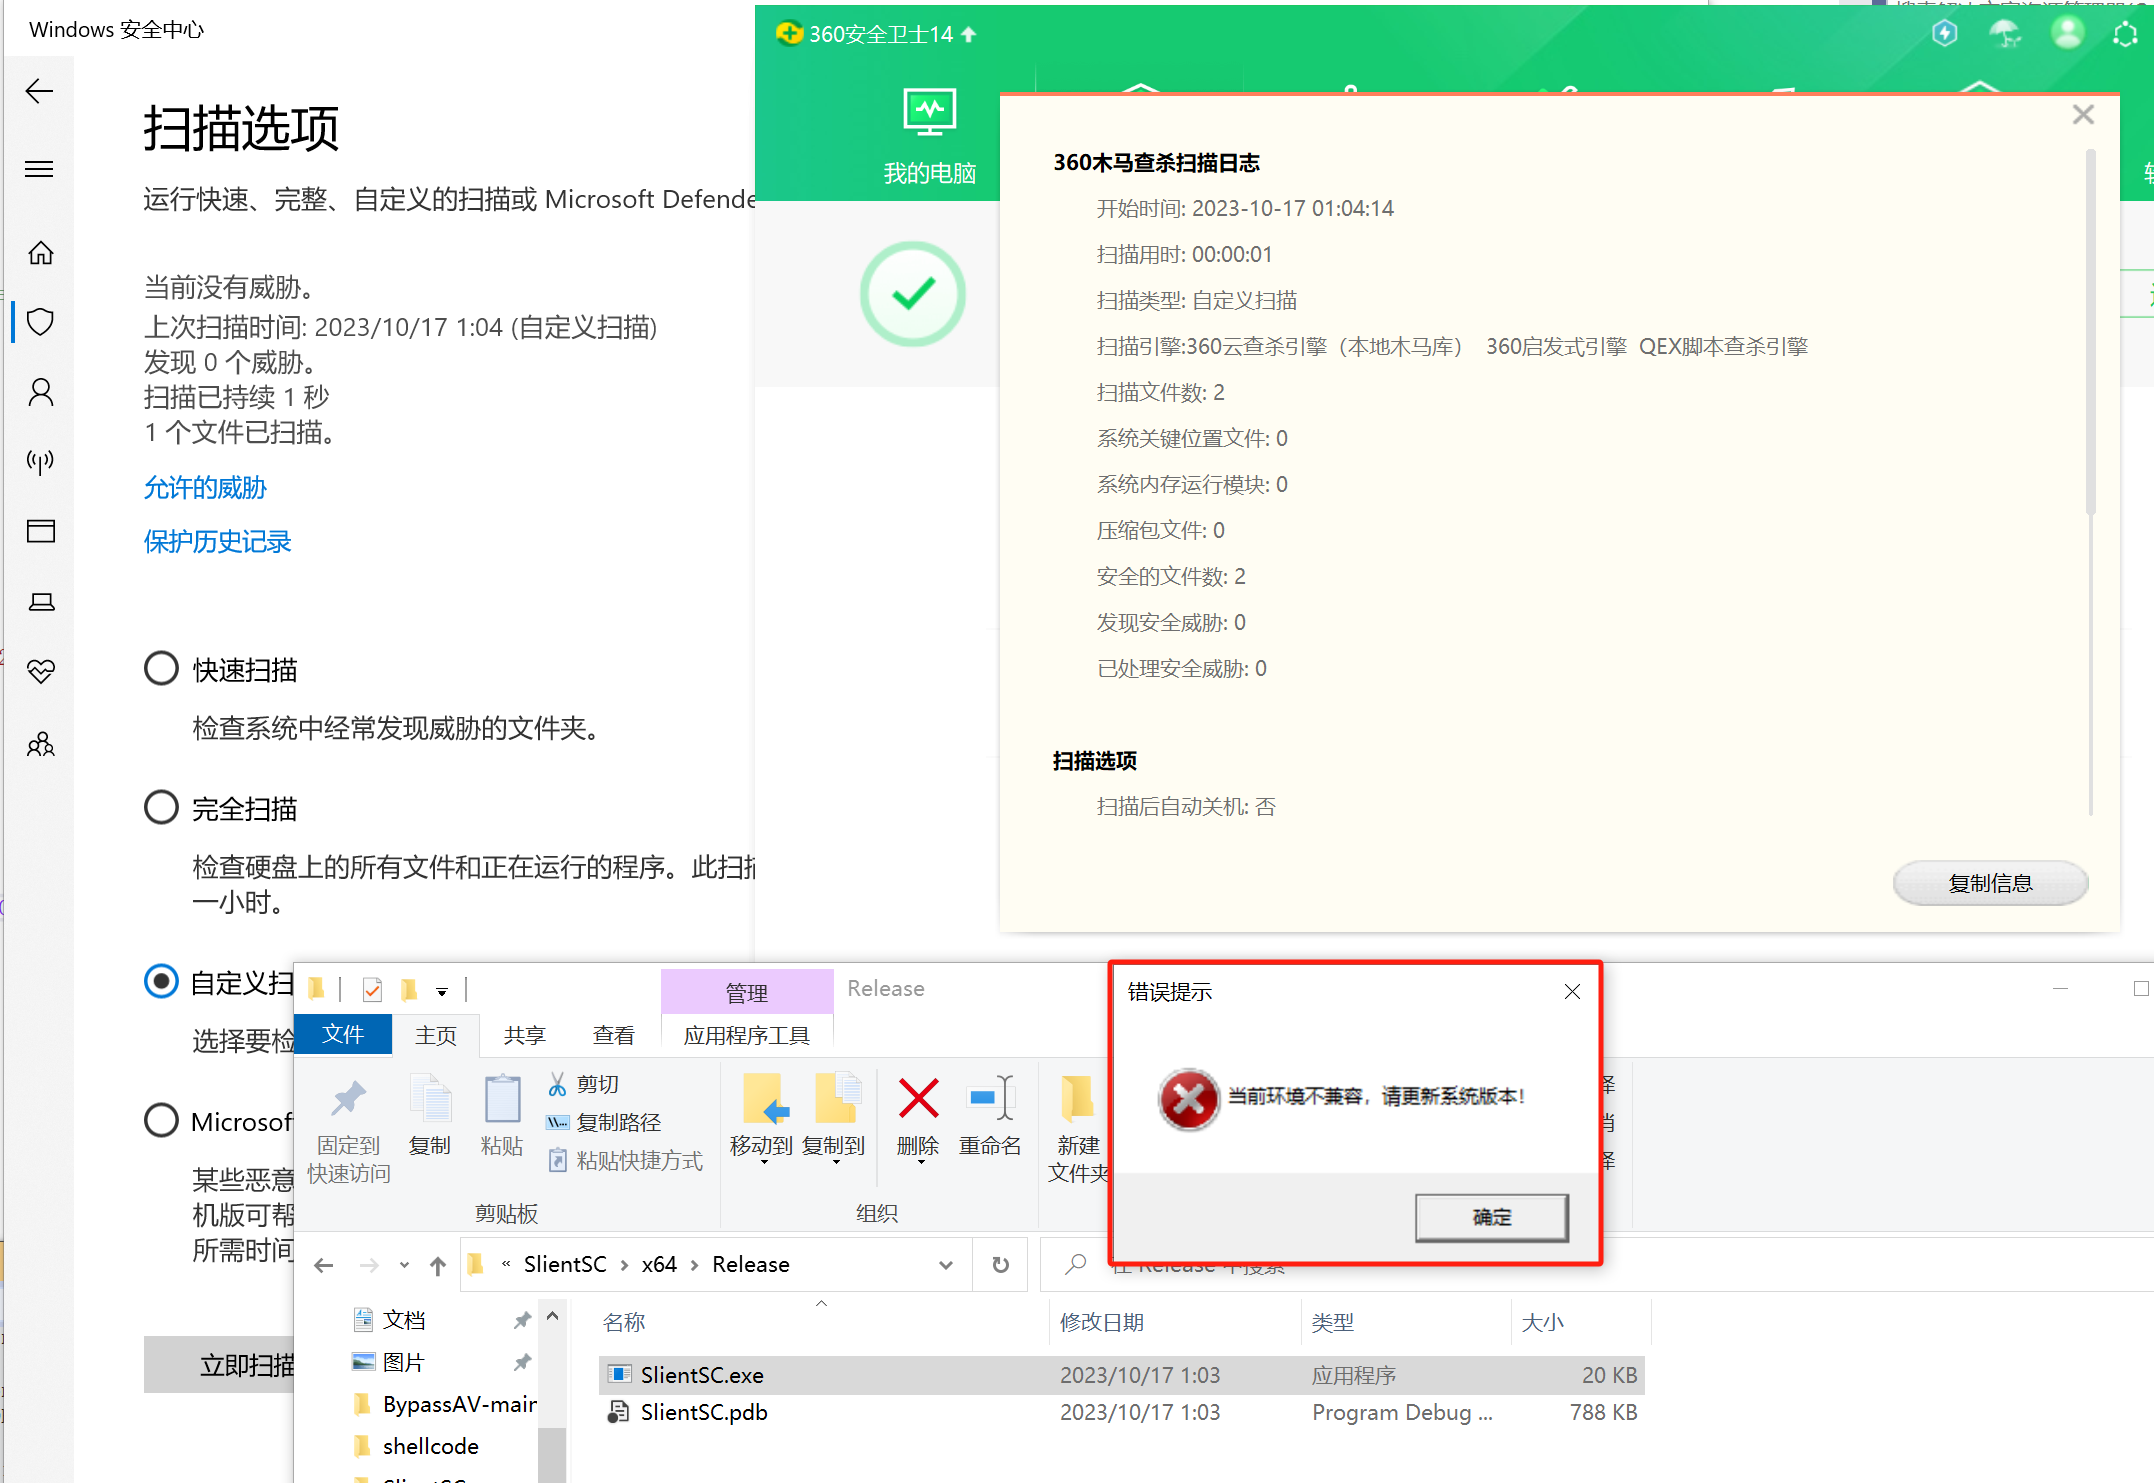 Windows 安全中心
扫描选项
运行快速、完整、自定义的扫描或 Microsoft Defende
当前没有威胁。
上次扫描时间: 2023/10/17 1:04 (自定义扫描)
发现 0 个威胁。
扫描已持续 1 秒
1 个文件已扫描。
允许的威胁
保护历史记录
快速扫描
检查系统中经常发现威胁的文件夹。
完全扫描
检查硬盘上的所有文件和正在运行的程序。此扫描
一小时。
自定义扫
选择要检
Microsof
某些恶意
机版可帮
所需时间
立即扫描
360安全卫士14
我的电脑
360木马查杀扫描日志
开始时间: 2023-10-17 01:04:14
扫描用时: 00:00:01
扫描类型: 自定义扫描
扫描引擎:360云查杀引擎（本地木马库） 360启发式引擎 QEX脚本查杀引擎
扫描文件数: 2
系统关键位置文件: 0
系统内存运行模块: 0
压缩包文件: 0
安全的文件数: 2
发现安全威胁: 0
已处理安全威胁: 0
扫描选项
扫描后自动关机: 否
复制信息
管理
Release
文件
主页
共享
查看
应用程序工具
固定到
快速访问
复制
粘贴
剪切
复制路径
粘贴快捷方式
剪贴板
移动到
复制到
删除
重命名
组织
新建
文件夹
错误提示
当前环境不兼容，请更新系统版本！
确定
« SlientSC › x64 › Release
在 Release 中搜索
文档
图片
BypassAV-main
shellcode
SlientSC
名称 修改日期 类型 大小
SlientSC.exe 2023/10/17 1:03 应用程序 20 KB
SlientSC.pdb 2023/10/17 1:03 Program Debug ... 788 KB